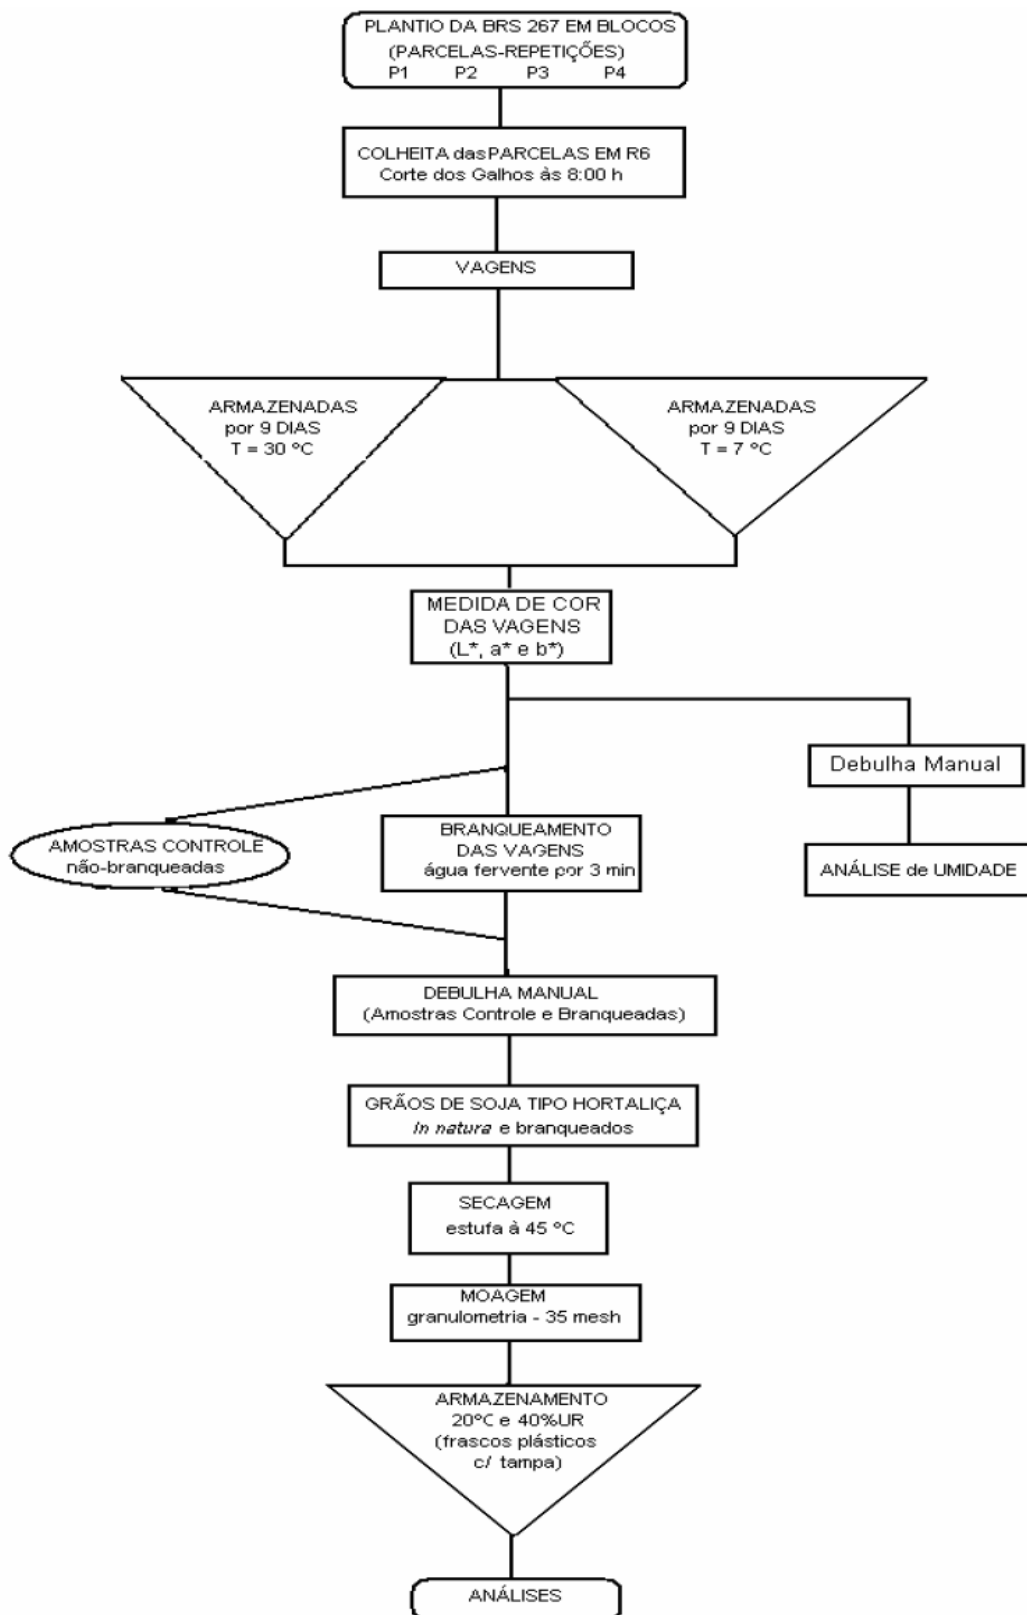 PLANTIO DA BRS 267 EM BLOCOS
(PARCELAS-REPETIÇÕES)
P1 P2 P3 P4
COLHEITA dasPARCELAS EM R6
Corte dos Galhos às 8:00 h
VAGENS
ARMAZENADAS
por 9 DIAS
T = 30 ºC
ARMAZENADAS
por 9 DIAS
T = 7 ºC
MEDIDA DE COR
DAS VAGENS
(L*, a* e b*)
Debulha Manual
ANÁLISE de UMIDADE
AMOSTRAS CONTROLE
não-branqueadas
BRANQUEAMENTO
DAS VAGENS
água fervente por 3 min
DEBULHA MANUAL
(Amostras Controle e Branqueadas)
GRÃOS DE SOJA TIPO HORTALIÇA
In natura e branqueados
SECAGEM
estufa à 45 ºC
MOAGEM
granulometria - 35 mesh
ARMAZENAMENTO
20ºC e 40%UR
(frascos plásticos
c/ tampa)
ANÁLISES